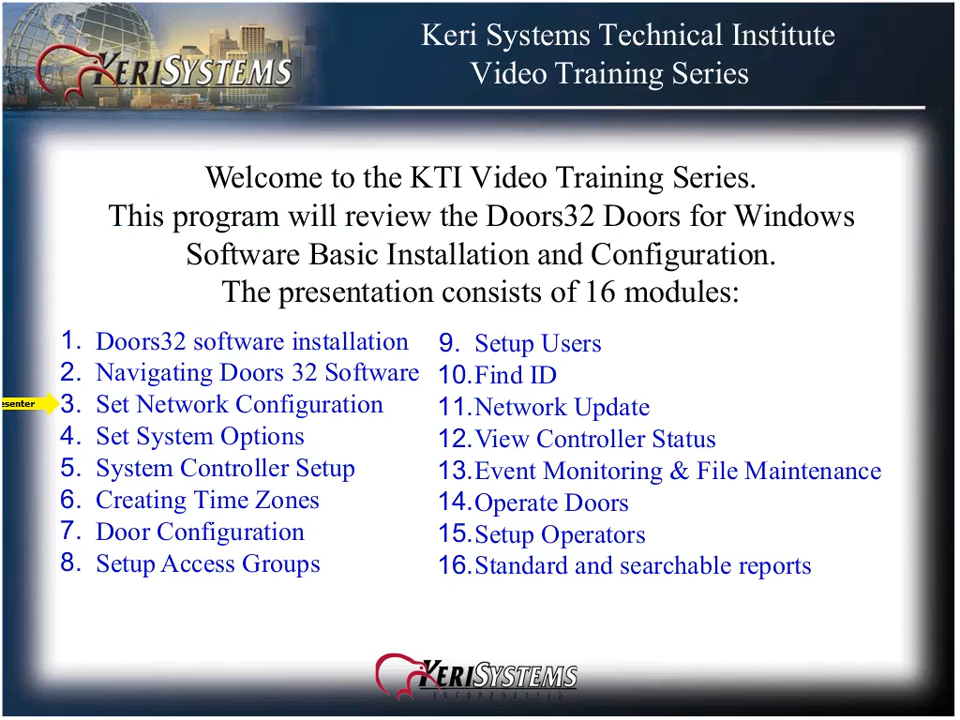 KERISYSTEMS
Keri Systems Technical Institute
Video Training Series
Welcome to the KTI Video Training Series.
This program will review the Doors32 Doors for Windows
Software Basic Installation and Configuration.
The presentation consists of 16 modules:
1. Doors32 software installation
2. Navigating Doors 32 Software
esenter
3. Set Network Configuration
4. Set System Options
5. System Controller Setup
6. Creating Time Zones
7. Door Configuration
8. Setup Access Groups
9. Setup Users
10. Find ID
11. Network Update
12. View Controller Status
13. Event Monitoring & File Maintenance
14. Operate Doors
15. Setup Operators
16. Standard and searchable reports
KERISYSTEMS
INCORPORATED